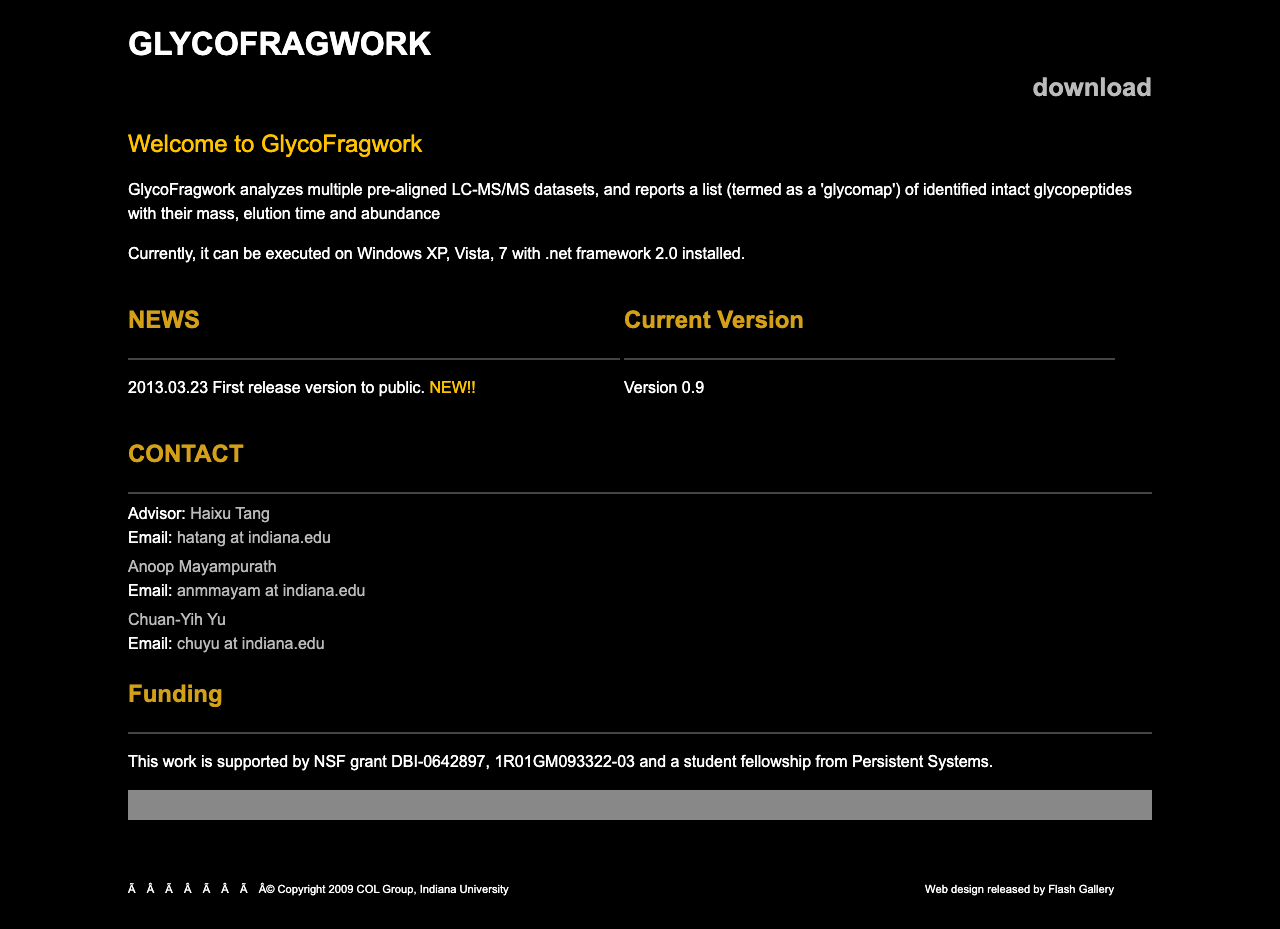 GLYCOFRAGWORK
download
Welcome to GlycoFragwork
GlycoFragwork analyzes multiple pre-aligned LC-MS/MS datasets, and reports a list (termed as a 'glycomap') of identified intact glycopeptides
with their mass, elution time and abundance
Currently, it can be executed on Windows XP, Vista, 7 with .net framework 2.0 installed.
NEWS
2013.03.23 First release version to public. NEW!!
Current Version
Version 0.9
CONTACT
Advisor: Haixu Tang
Email: hatang at indiana.edu
Anoop Mayampurath
Email: anmmayam at indiana.edu
Chuan-Yih Yu
Email: chuyu at indiana.edu
Funding
This work is supported by NSF grant DBI-0642897, 1R01GM093322-03 and a student fellowship from Persistent Systems.
Ã Â Ã Â Ã Â Ã Â© Copyright 2009 COL Group, Indiana University
Web design released by Flash Gallery